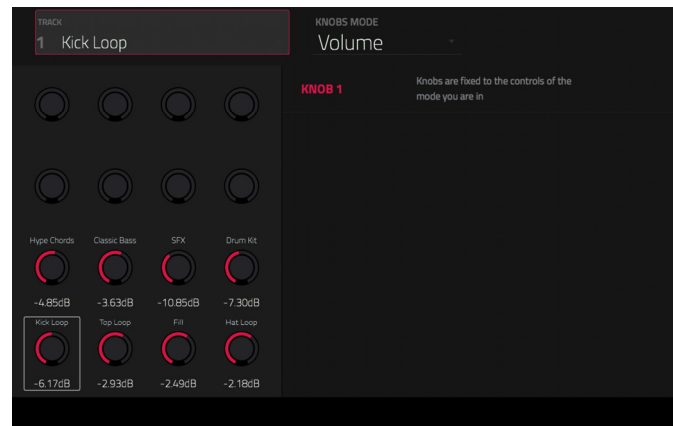 TRACK
1 Kick Loop
KNOBS MODE
Volume
KNOB 1
Knobs are fixed to the controls of the
mode you are in
Hype Chords Classic Bass SFX Drum Kit
-4.85dB -3.63dB -10.85dB -7.30dB
Kick Loop Top Loop Fill Hat Loop
-6.17dB -2.93dB -2.49dB -2.18dB